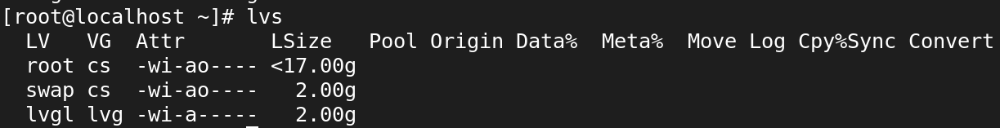 [root@localhost ~]# lvs
  LV   VG  Attr       LSize   Pool Origin Data%  Meta%  Move Log Cpy%Sync Convert
  root cs  -wi-ao---- <17.00g
  swap cs  -wi-ao----   2.00g
  lvgl lvg -wi-a-----   2.00g